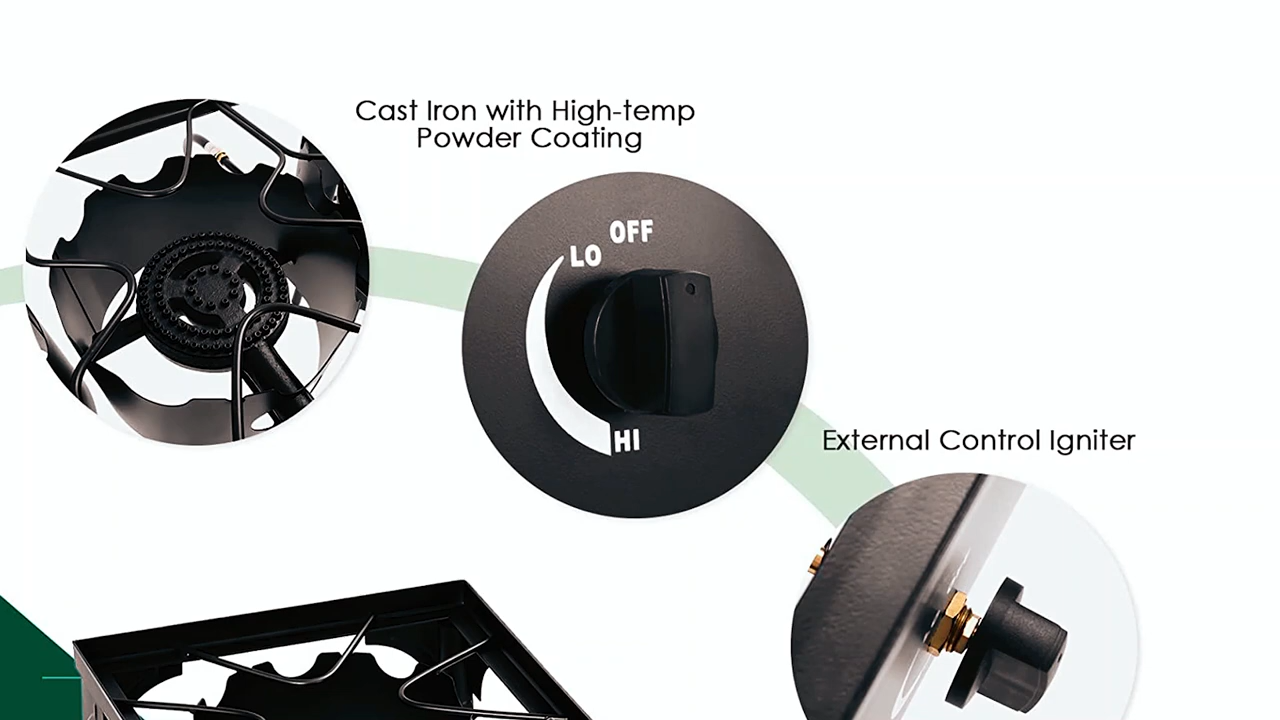 Cast Iron with High-temp
Powder Coating
OFF
LO
HI
External Control Igniter